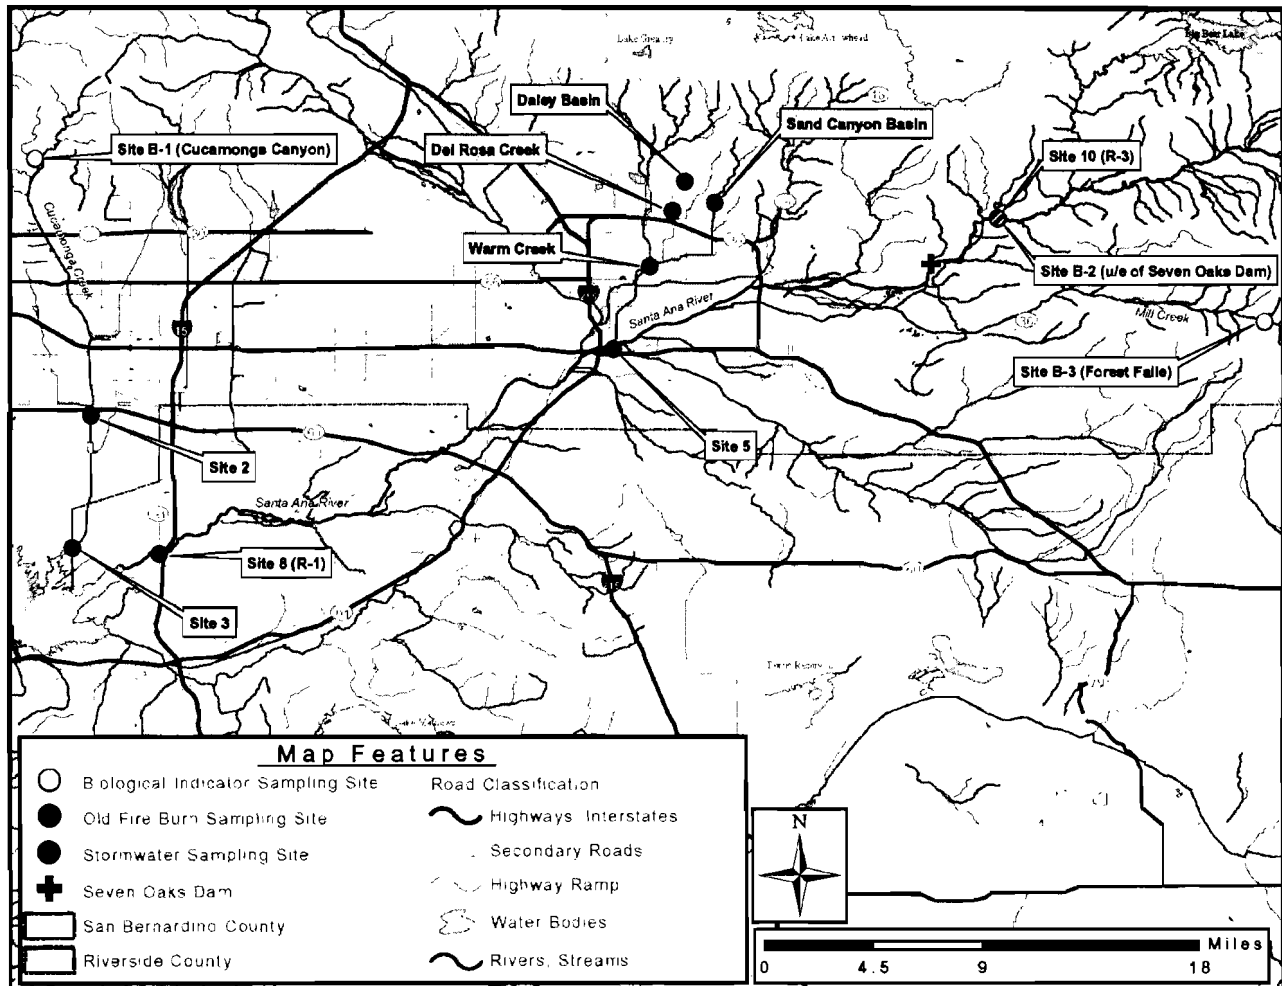 Big Bear Lake
Daley Basin
Sand Canyon Basin
Site B-1 (Cucamonga Canyon)
Del Rosa Creek
Site 10 (R-3)
Cucamonga Creek
Warm Creek
Site B-2 (u/s of Seven Oaks Dam)
Santa Ana River
Mill Creek
15
Site B-3 (Forest Falls)
Site 5
91
Site 2
Santa Ana River
Site 8 (R-1)
Site 3
Map Features
Biological Indicator Sampling Site
Old Fire Burn Sampling Site
Stormwater Sampling Site
Seven Oaks Dam
San Bernardino County
Riverside County
Road Classification
Highways, Interstates
Secondary Roads
Highway Ramp
Water Bodies
Rivers, Streams
N
Miles
0 4.5 9 18